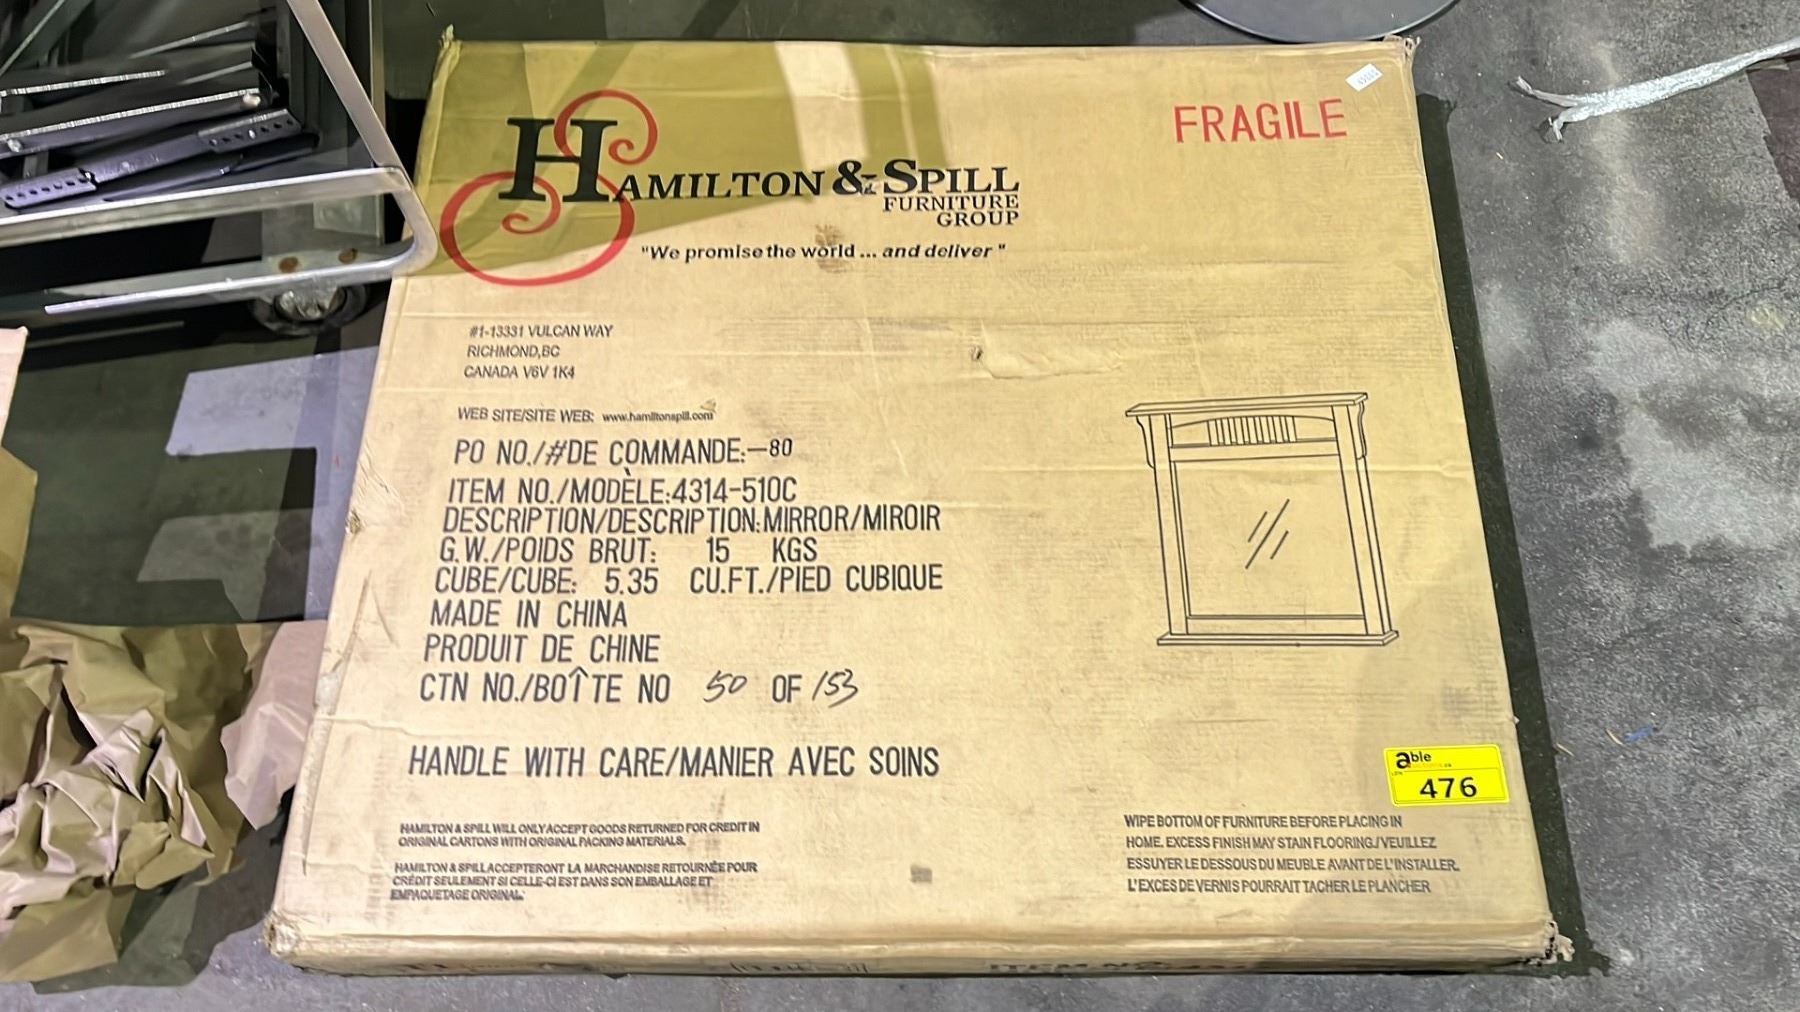 HAMILTON & SPILL
FURNITURE
GROUP
"We promise the world ... and deliver"
FRAGILE
#1-13331 VULCAN WAY
RICHMOND,BC
CANADA V6V 1K4
WEB SITE/SITE WEB: www.hamiltonspill.com
PO NO./#DE COMMANDE:-80
ITEM NO./MODÈLE:4314-510C
DESCRIPTION/DESCRIPTION:MIRROR/MIROIR
G.W./POIDS BRUT: 15 KGS
CUBE/CUBE: 5.35 CU.FT./PIED CUBIQUE
MADE IN CHINA
PRODUIT DE CHINE
CTN NO./BOÎTE NO 50 OF 153
HANDLE WITH CARE/MANIER AVEC SOINS
HAMILTON & SPILL WILL ONLY ACCEPT GOODS RETURNED FOR CREDIT IN
ORIGINAL CARTONS WITH ORIGINAL PACKING MATERIALS.
HAMILTON & SPILL ACCEPTERONT LA MARCHANDISE RETOURNÉE POUR
CRÉDIT SEULEMENT SI CELLE-CI EST DANS SON EMBALLAGE ET
EMPAQUETAGE ORIGINAL.
able
476
WIPE BOTTOM OF FURNITURE BEFORE PLACING IN
HOME. EXCESS FINISH MAY STAIN FLOORING./VEUILLEZ
ESSUYER LE DESSOUS DU MEUBLE AVANT DE L'INSTALLER.
L'EXCES DE VERNIS POURRAIT TACHER LE PLANCHER